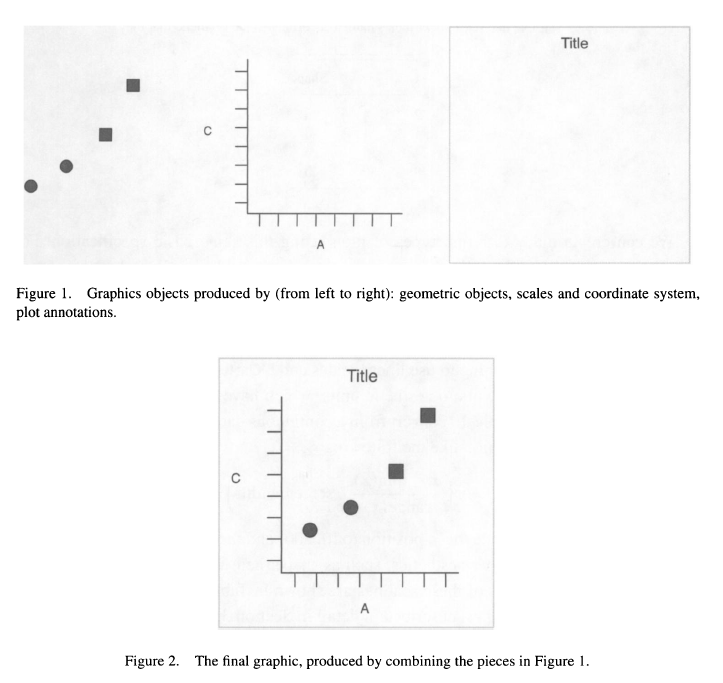 Title
C
A
Figure 1. Graphics objects produced by (from left to right): geometric objects, scales and coordinate system,
plot annotations.
Title
C
A
Figure 2. The final graphic, produced by combining the pieces in Figure 1.